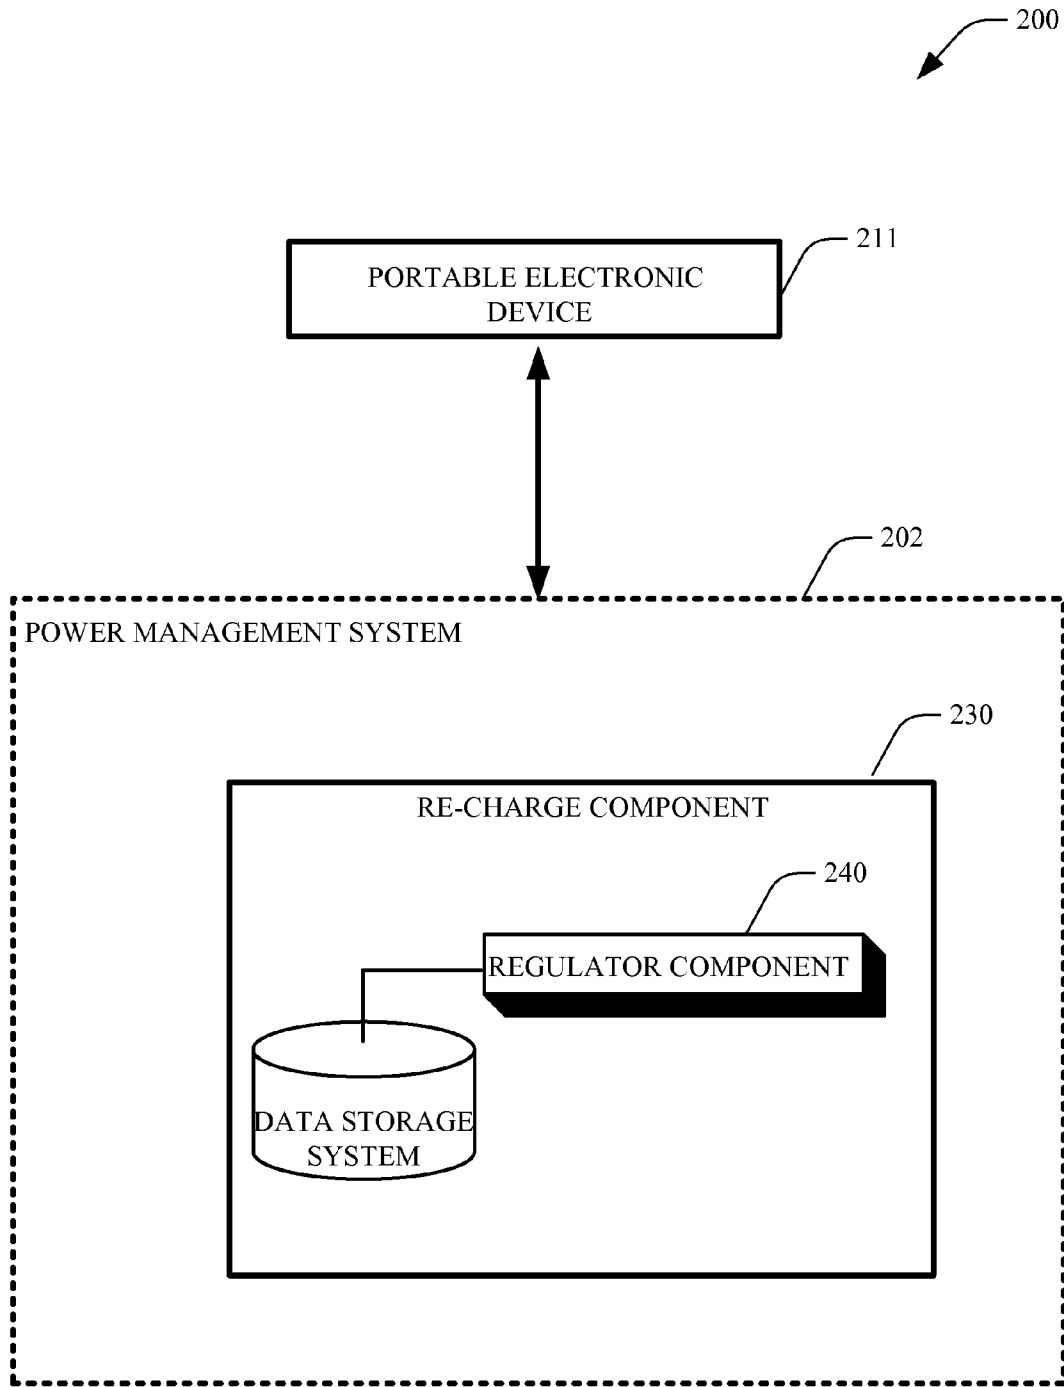 200
211
PORTABLE ELECTRONIC
DEVICE
202
POWER MANAGEMENT SYSTEM
230
RE-CHARGE COMPONENT
240
REGULATOR COMPONENT
DATA STORAGE
SYSTEM